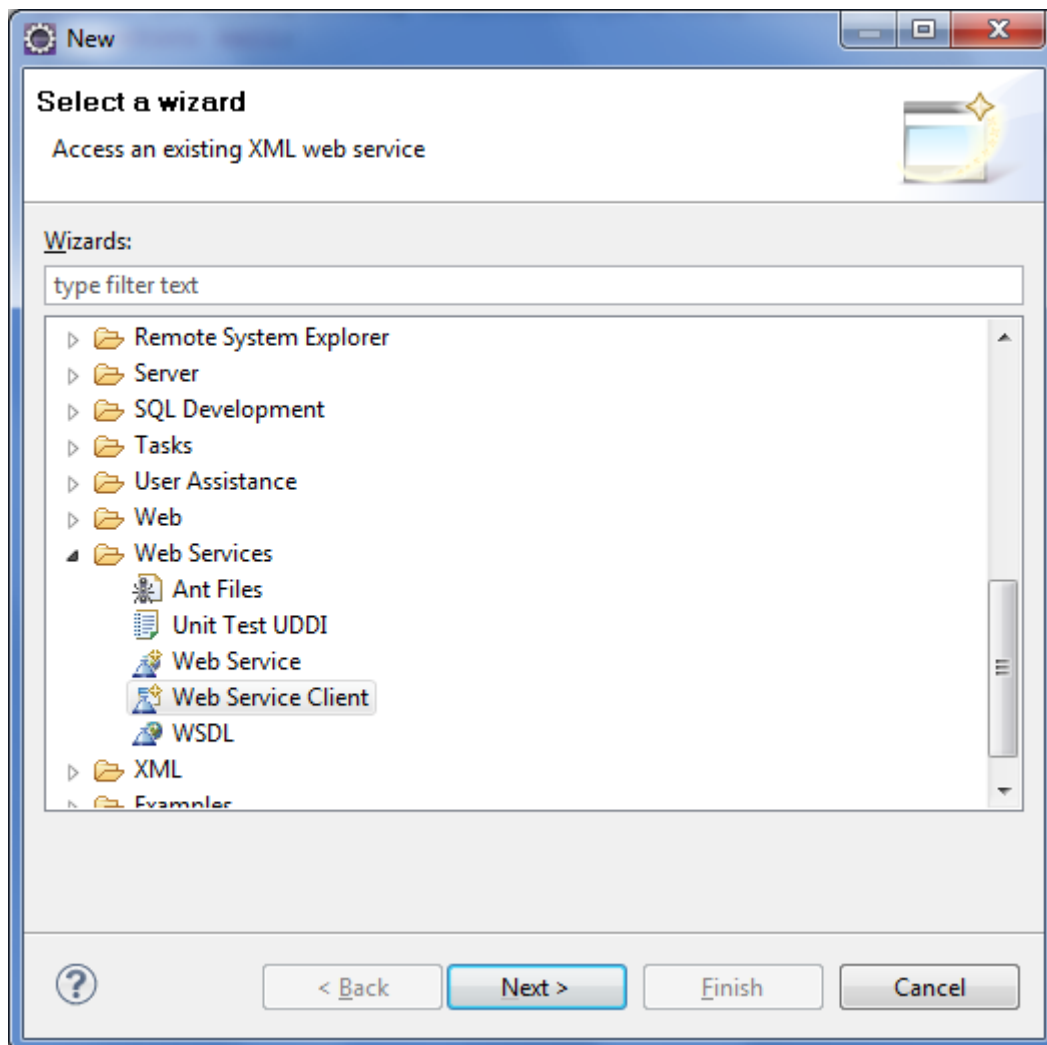 New
Select a wizard
Access an existing XML web service
Wizards:
type filter text
Remote System Explorer
Server
SQL Development
Tasks
User Assistance
Web
Web Services
Ant Files
Unit Test UDDI
Web Service
Web Service Client
WSDL
XML
Examples
< Back Next > Finish Cancel